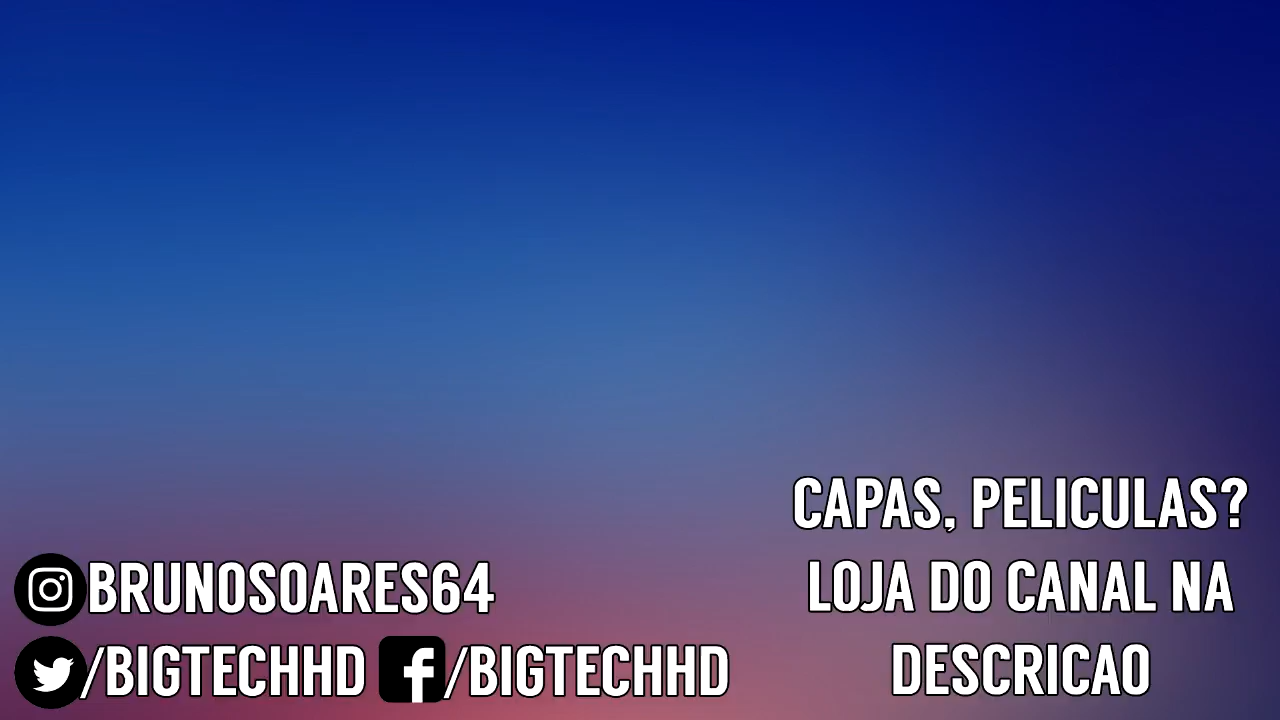 CAPAS, PELICULAS?
LOJA DO CANAL NA
DESCRICAO
BRUNOSOARES64
/BIGTECHHD /BIGTECHHD